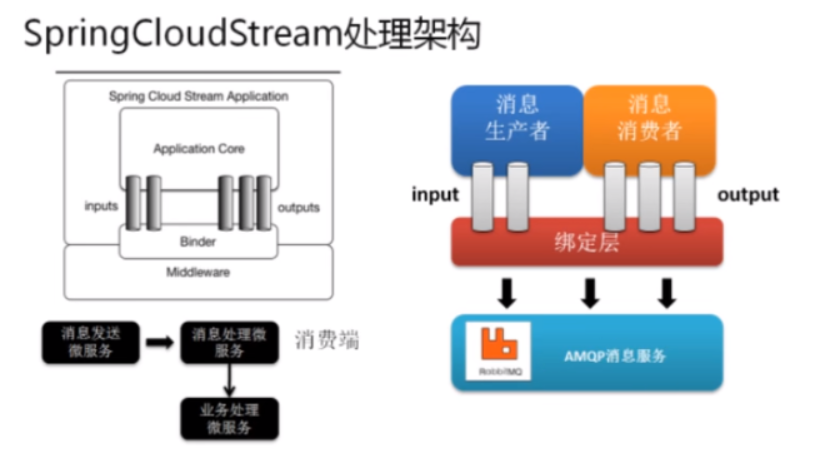 SpringCloudStream处理架构
Spring Cloud Stream Application
Application Core
inputs
outputs
Binder
Middleware
消息发送
微服务
消息处理微
服务
消费端
业务处理
微服务
消息
生产者
消息
消费者
input
output
绑定层
RabbitMQ
AMQP消息服务